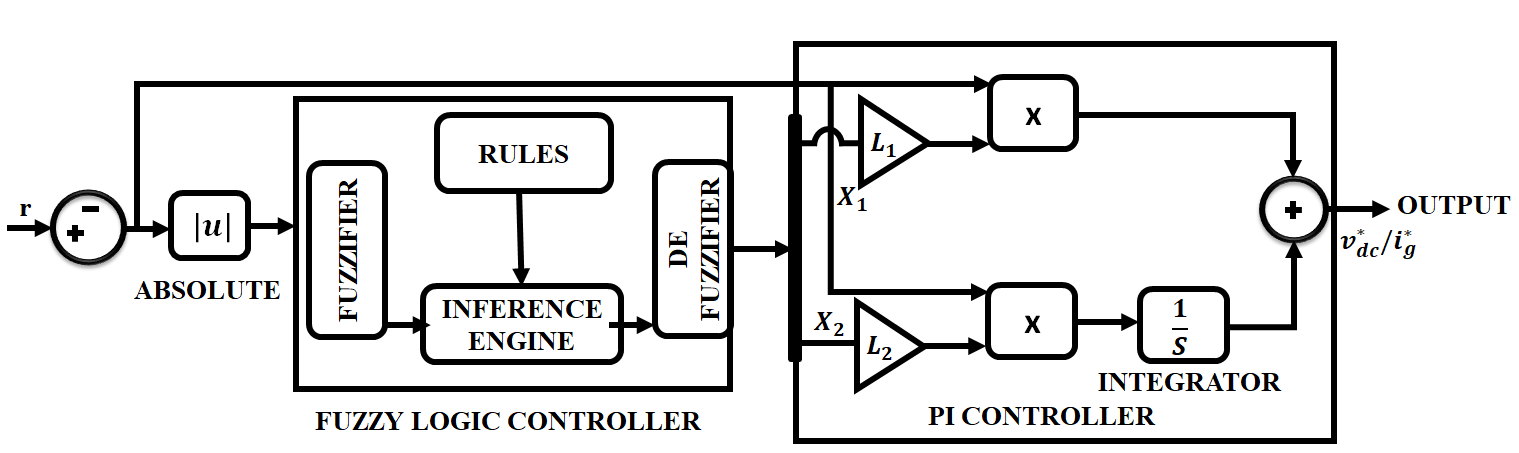 r
−
+
|u|
ABSOLUTE
FUZZIFIER
RULES
INFERENCE
ENGINE
DE
FUZZIFIER
FUZZY LOGIC CONTROLLER
L₁
X₁
X₂
L₂
x
x
1
S
INTEGRATOR
PI CONTROLLER
+
OUTPUT
v*dc/i*g